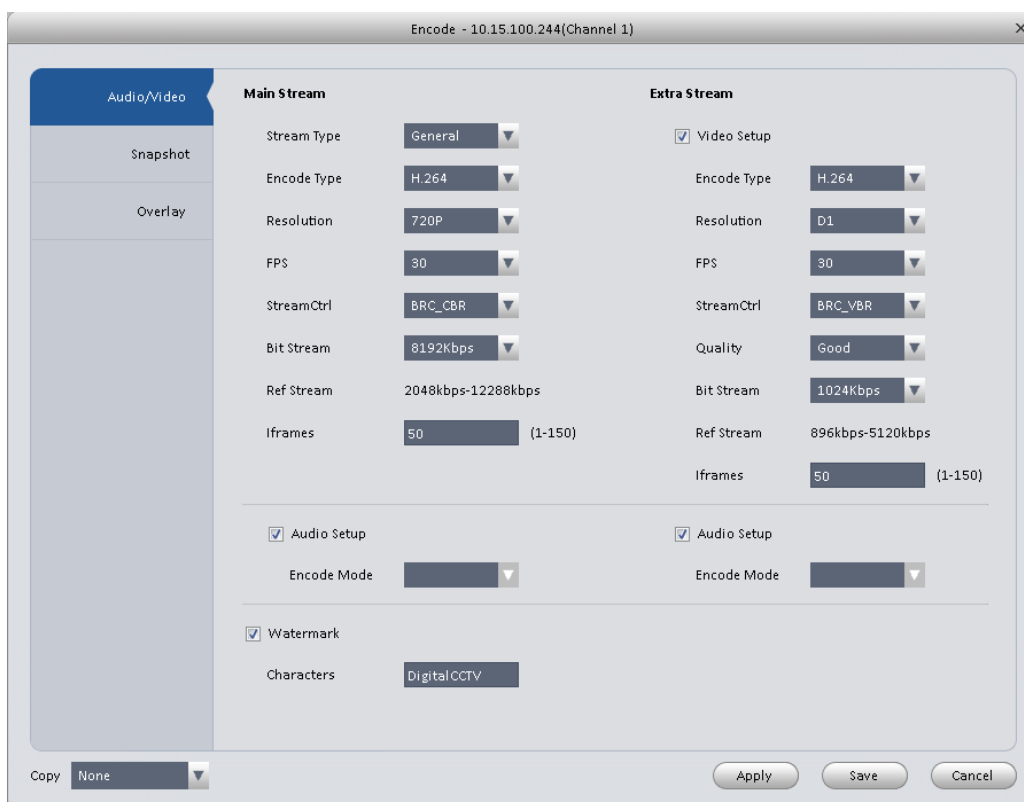 Encode - 10.15.100.244(Channel 1)
Audio/Video
Snapshot
Overlay
Main Stream
Stream Type General
Encode Type H.264
Resolution 720P
FPS 30
StreamCtrl BRC_CBR
Bit Stream 8192Kbps
Ref Stream 2048kbps-12288kbps
Iframes 50 (1-150)
Extra Stream
Video Setup
Encode Type H.264
Resolution D1
FPS 30
StreamCtrl BRC_VBR
Quality Good
Bit Stream 1024Kbps
Ref Stream 896kbps-5120kbps
Iframes 50 (1-150)
Audio Setup
Encode Mode
Audio Setup
Encode Mode
Watermark
Characters DigitalCCTV
Copy None
Apply Save Cancel